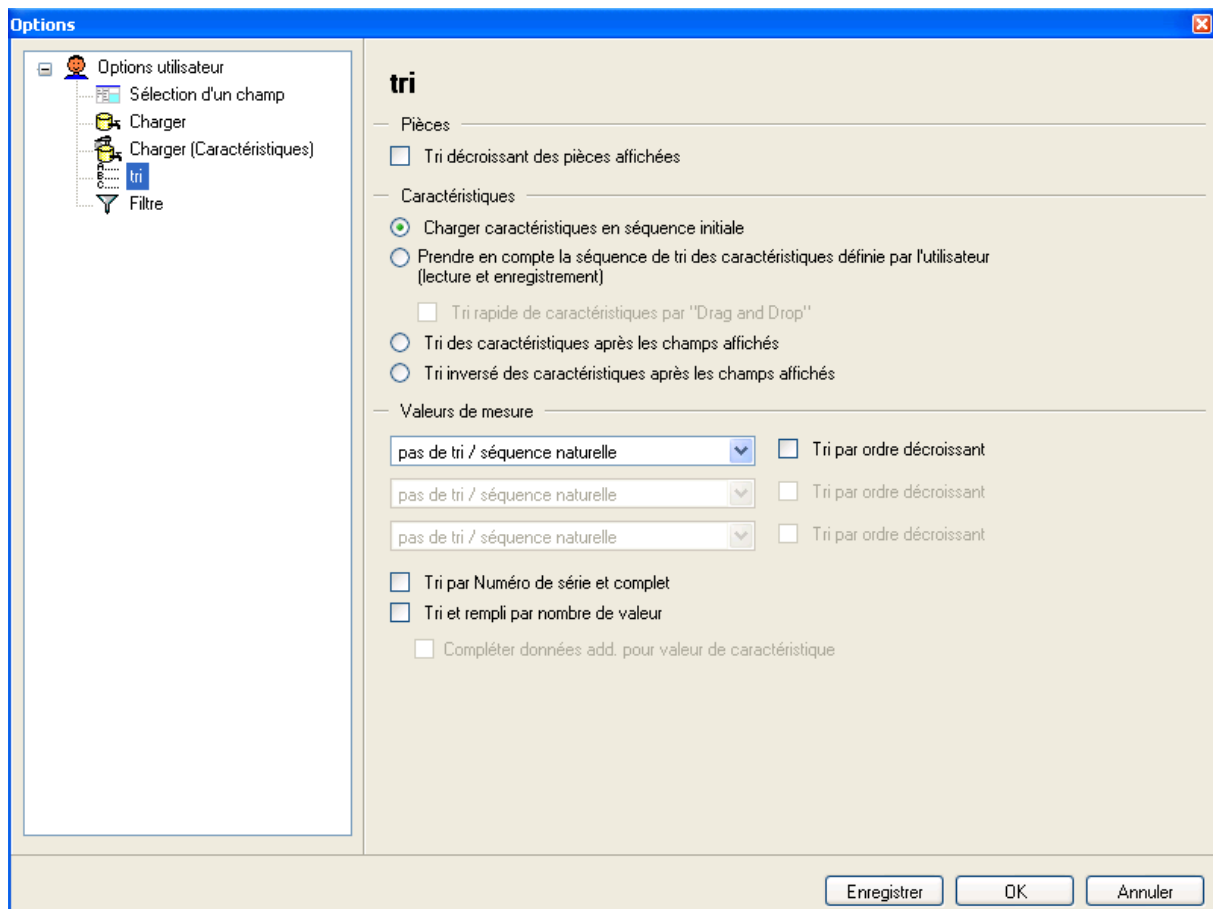 Options
Options utilisateur
Sélection d'un champ
Charger
Charger (Caractéristiques)
tri
Filtre
tri
Pièces
Tri décroissant des pièces affichées
Caractéristiques
Charger caractéristiques en séquence initiale
Prendre en compte la séquence de tri des caractéristiques définie par l'utilisateur
(lecture et enregistrement)
Tri rapide de caractéristiques par "Drag and Drop"
Tri des caractéristiques après les champs affichés
Tri inversé des caractéristiques après les champs affichés
Valeurs de mesure
pas de tri / séquence naturelle Tri par ordre décroissant
pas de tri / séquence naturelle Tri par ordre décroissant
pas de tri / séquence naturelle Tri par ordre décroissant
Tri par Numéro de série et complet
Tri et rempli par nombre de valeur
Compléter données add. pour valeur de caractéristique
Enregistrer OK Annuler